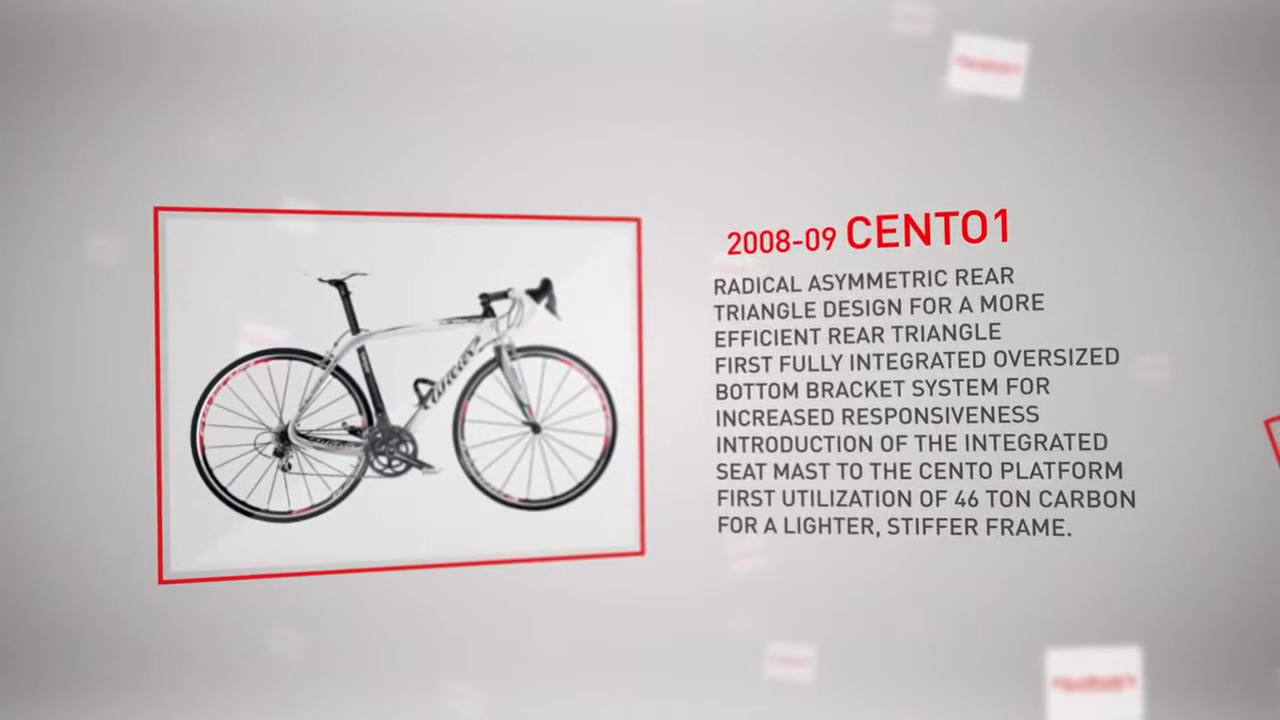 2008-09 CENTO1
RADICAL ASYMMETRIC REAR
TRIANGLE DESIGN FOR A MORE
EFFICIENT REAR TRIANGLE
FIRST FULLY INTEGRATED OVERSIZED
BOTTOM BRACKET SYSTEM FOR
INCREASED RESPONSIVENESS
INTRODUCTION OF THE INTEGRATED
SEAT MAST TO THE CENTO PLATFORM
FIRST UTILIZATION OF 46 TON CARBON
FOR A LIGHTER, STIFFER FRAME.